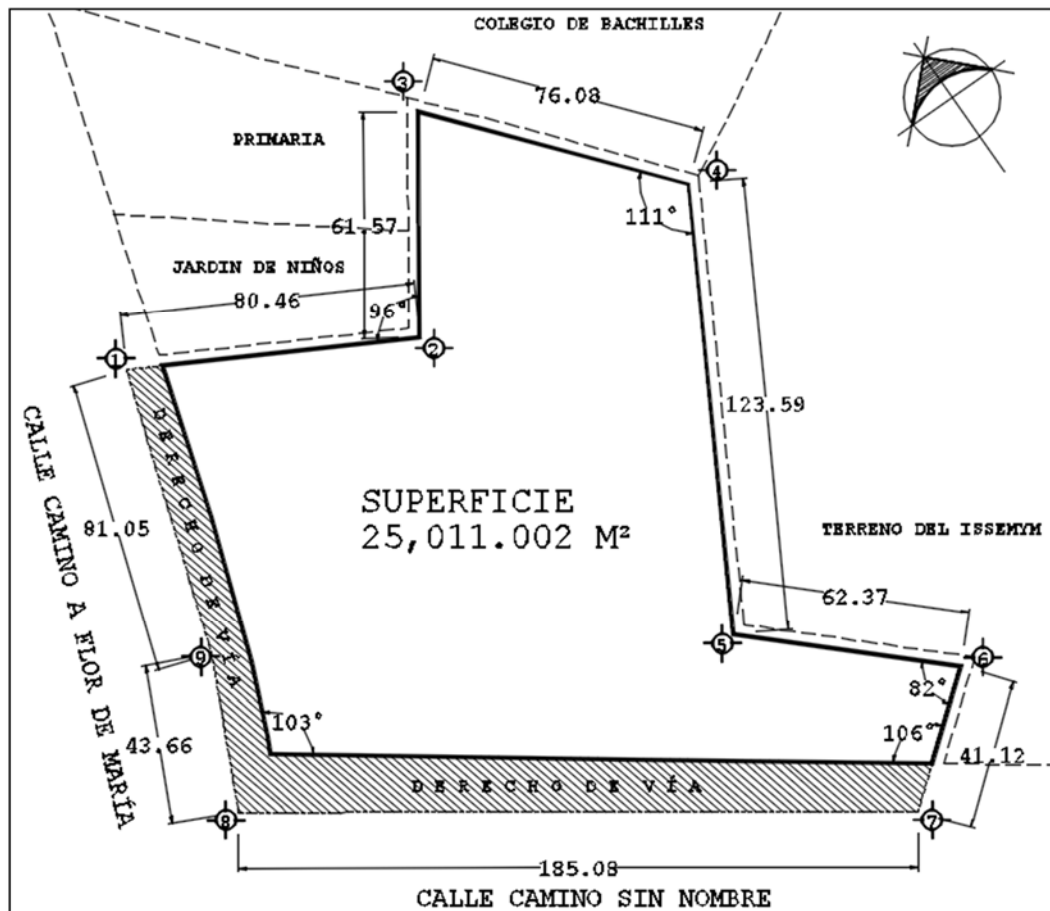 COLEGIO DE BACHILLES
3
76.08
4
PRIMARIA
61.57
111°
JARDIN DE NIÑOS
80.46
96°
1
2
CALLE CAMINO A FLOR DE MARÍA
DERECHO DE VÍA
123.59
SUPERFICIE
25,011.002 M²
81.05
TERRENO DEL ISSEMYM
62.37
5
6
9
82°
103°
106°
43.66
41.12
DERECHO DE VÍA
8
7
185.08
CALLE CAMINO SIN NOMBRE